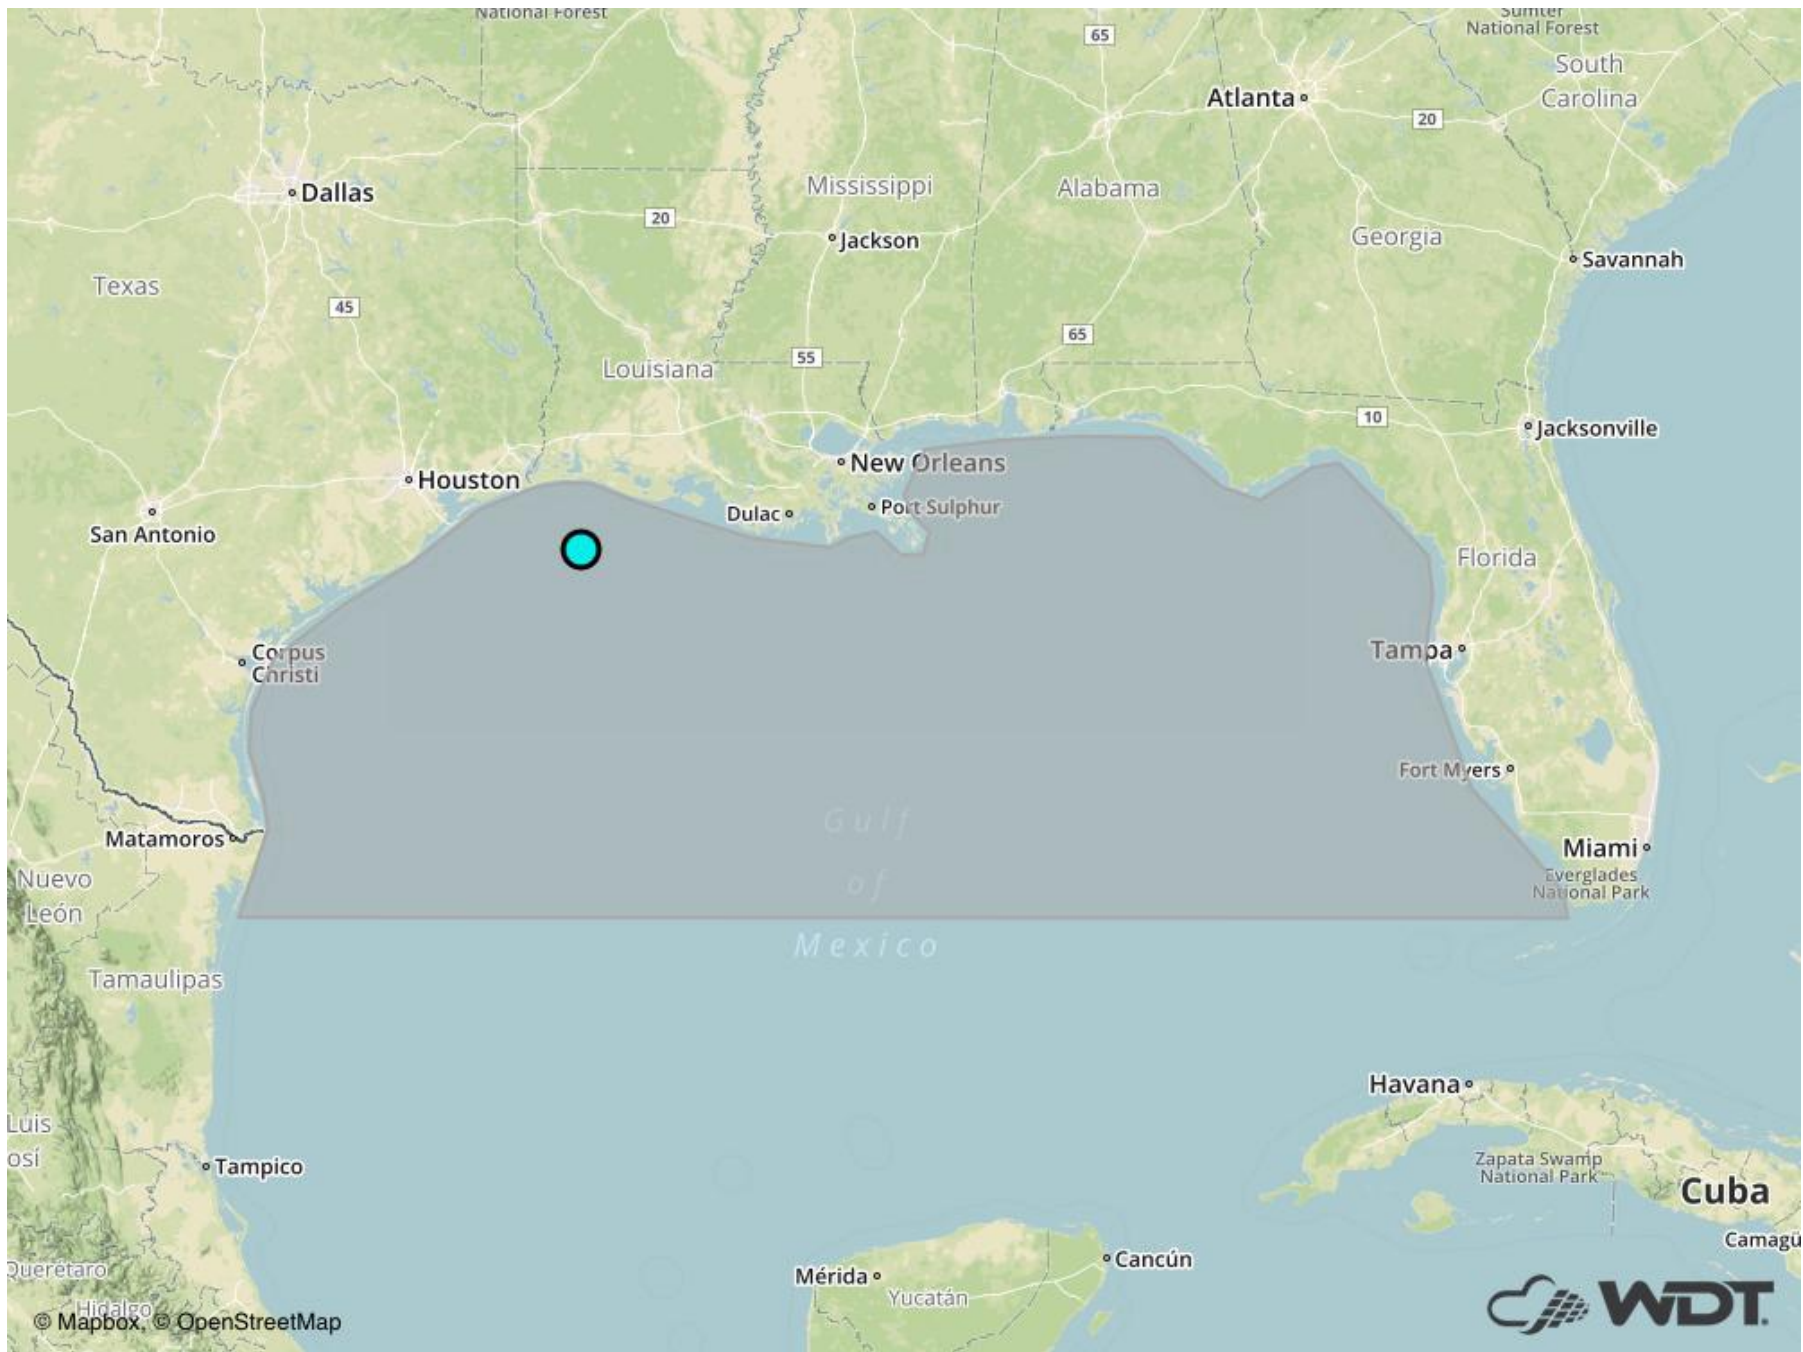 National Forest
Sumter
National Forest
65
South
Carolina
Atlanta
20
Dallas
Mississippi
Alabama
20
Jackson
Georgia
Savannah
Texas
45
65
55
Louisiana
10
Jacksonville
New Orleans
Houston
Dulac
Port Sulphur
San Antonio
Florida
Corpus
Christi
Tampa
Fort Myers
Gulf
of
Mexico
Matamoros
Miami
Everglades
National Park
Nuevo
León
Tamaulipas
Havana
Luis
osí
Tampico
Zapata Swamp
National Park
Cuba
Camagü
Cancún
Mérida
Yucatán
Querétaro
Hidalgo
© Mapbox, © OpenStreetMap
WDT.